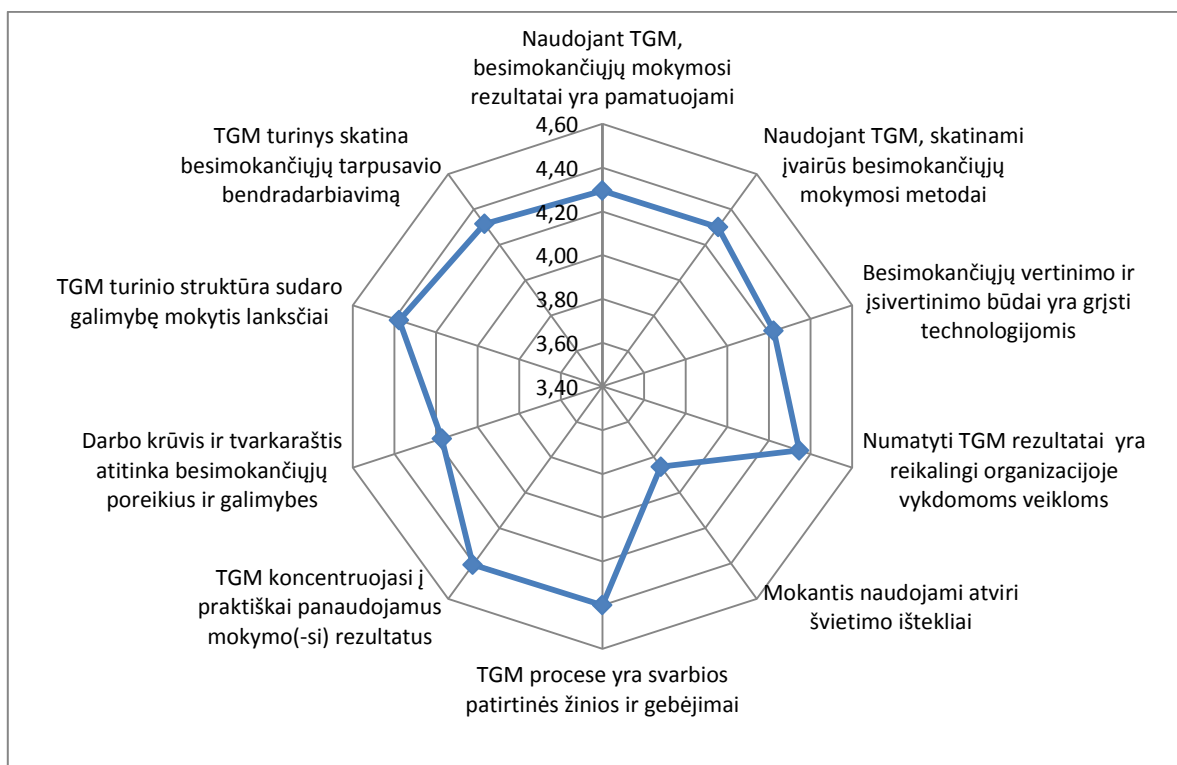 Naudojant TGM,
besimokančiųjų mokymosi
rezultatai yra pamatuojami
Naudojant TGM, skatinami
įvairūs besimokančiųjų
mokymosi metodai
Besimokančiųjų vertinimo ir
įsivertinimo būdai yra grįsti
technologijomis
Numatyti TGM rezultatai  yra
reikalingi organizacijoje
vykdomoms veikloms
Mokantis naudojami atviri
švietimo ištekliai
TGM procese yra svarbios
patirtinės žinios ir gebėjimai
TGM koncentruojasi į
praktiškai panaudojamus
mokymo(-si) rezultatus
Darbo krūvis ir tvarkaraštis
atitinka besimokančiųjų
poreikius ir galimybes
TGM turinio struktūra sudaro
galimybę mokytis lanksčiai
TGM turinys skatina
besimokančiųjų tarpusavio
bendradarbiavimą
4,60
4,40
4,20
4,00
3,80
3,60
3,40